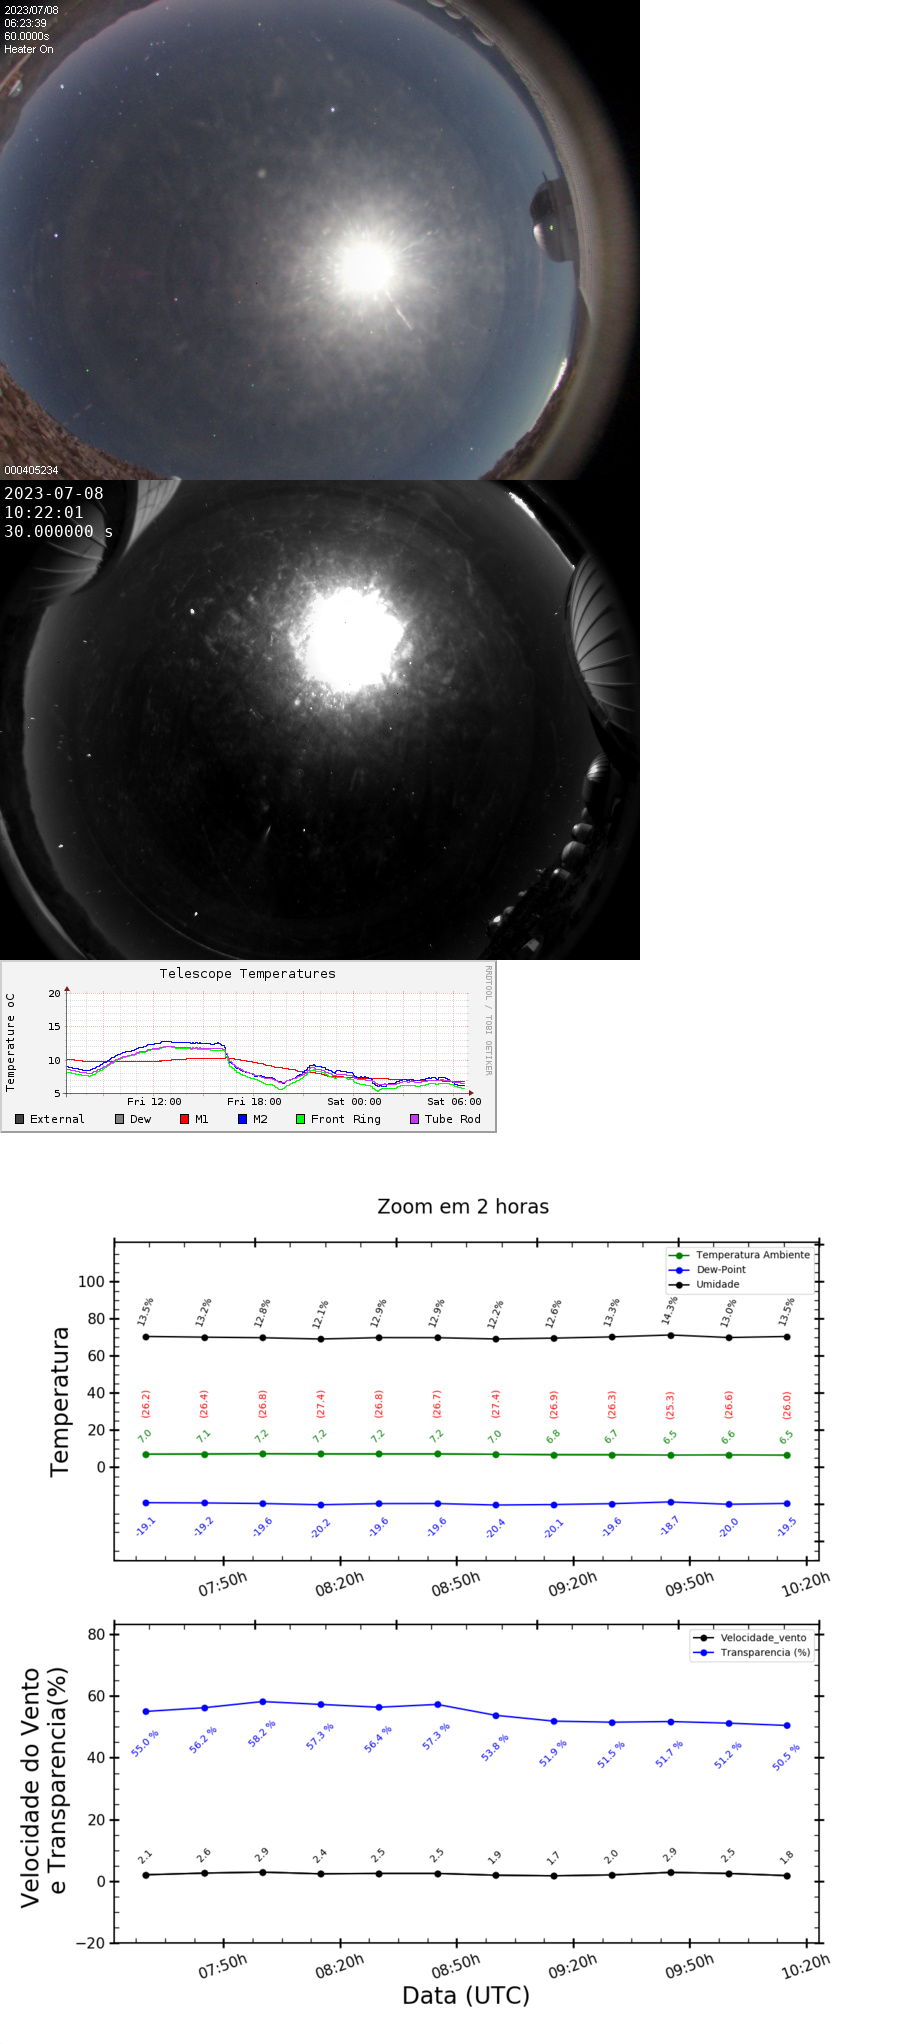 2023/07/08
06:23:39
60.0000s
Heater On
000405234
2023-07-08
10:22:01
30.000000 s
Telescope Temperatures
RRDTOOL / TOBI OETIKER
Temperature oC
20
15
10
5
Fri 12:00 Fri 18:00 Sat 00:00 Sat 06:00
External Dew M1 M2 Front Ring Tube Rod
Zoom em 2 horas
Temperatura Ambiente
Dew-Point
Umidade
Temperatura
100
80
60
40
20
0
13.5% 13.2% 12.8% 12.1% 12.9% 12.9% 12.2% 12.6% 13.3% 14.3% 13.0% 13.5%
(26.2) (26.4) (26.8) (27.4) (26.8) (26.7) (27.4) (26.9) (26.3) (25.3) (26.6) (26.0)
7.0 7.1 7.2 7.2 7.2 7.2 7.0 6.8 6.7 6.5 6.6 6.5
-19.1 -19.2 -19.6 -20.2 -19.6 -19.6 -20.4 -20.1 -19.6 -18.7 -20.0 -19.5
07:50h 08:20h 08:50h 09:20h 09:50h 10:20h
Velocidade_vento
Transparencia (%)
Velocidade do Vento
e Transparencia(%)
80
60
40
20
0
−20
55.0 % 56.2 % 58.2 % 57.3 % 56.4 % 57.3 % 53.8 % 51.9 % 51.5 % 51.7 % 51.2 % 50.5 %
2.1 2.6 2.9 2.4 2.5 2.5 1.9 1.7 2.0 2.9 2.5 1.8
07:50h 08:20h 08:50h 09:20h 09:50h 10:20h
Data (UTC)